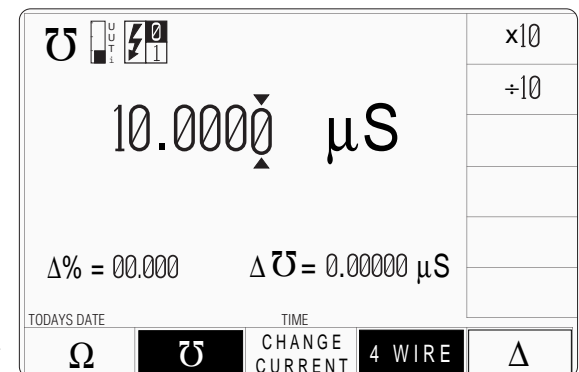 ℧ UUTi 0 1
x10
÷10
10.0000 µS
Δ% = 00.000 Δ℧= 0.00000 µS
TODAYS DATE TIME
Ω ℧ CHANGE CURRENT 4 WIRE Δ